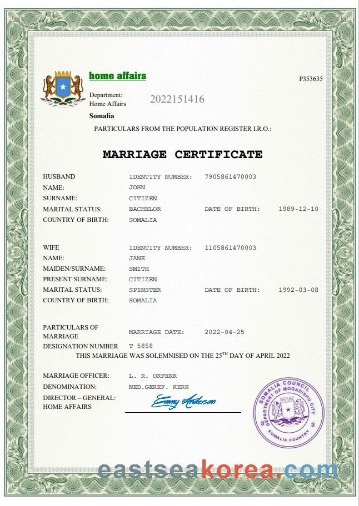 home affairs
P353635
Department:
Home Affairs
2022151416
Somalia
PARTICULARS FROM THE POPULATION REGISTER I.R.O.:
MARRIAGE CERTIFICATE
HUSBAND IDENTITY NUMBER: 7905861470003
NAME: JOHN
SURNAME: CITIZEN
MARITAL STATUS: BACHELOR DATE OF BIRTH: 1989-12-10
COUNTRY OF BIRTH: SOMALIA
WIFE IDENTITY NUMBER: 1105861470003
NAME: JANE
MAIDEN/SURNAME: SMITH
PRESENT SURNAME: CITIZEN
MARITAL STATUS: SPINSTER DATE OF BIRTH: 1992-03-08
COUNTRY OF BIRTH: SOMALIA
PARTICULARS OF
MARRIAGE MARRIAGE DATE: 2022-04-25
DESIGNATION NUMBER T 5858
THIS MARRIAGE WAS SOLEMNISED ON THE 25TH DAY OF APRIL 2022
MARRIAGE OFFICER: L. R. ORFERR
DENOMINATION: NED.GEREF. KERK
DIRECTOR – GENERAL:
HOME AFFAIRS
SOMALIA COUNCIL
DEPARTMENT OF MOGADISHU CITY
SOMALIA COUNTRY
eastseakorea.com